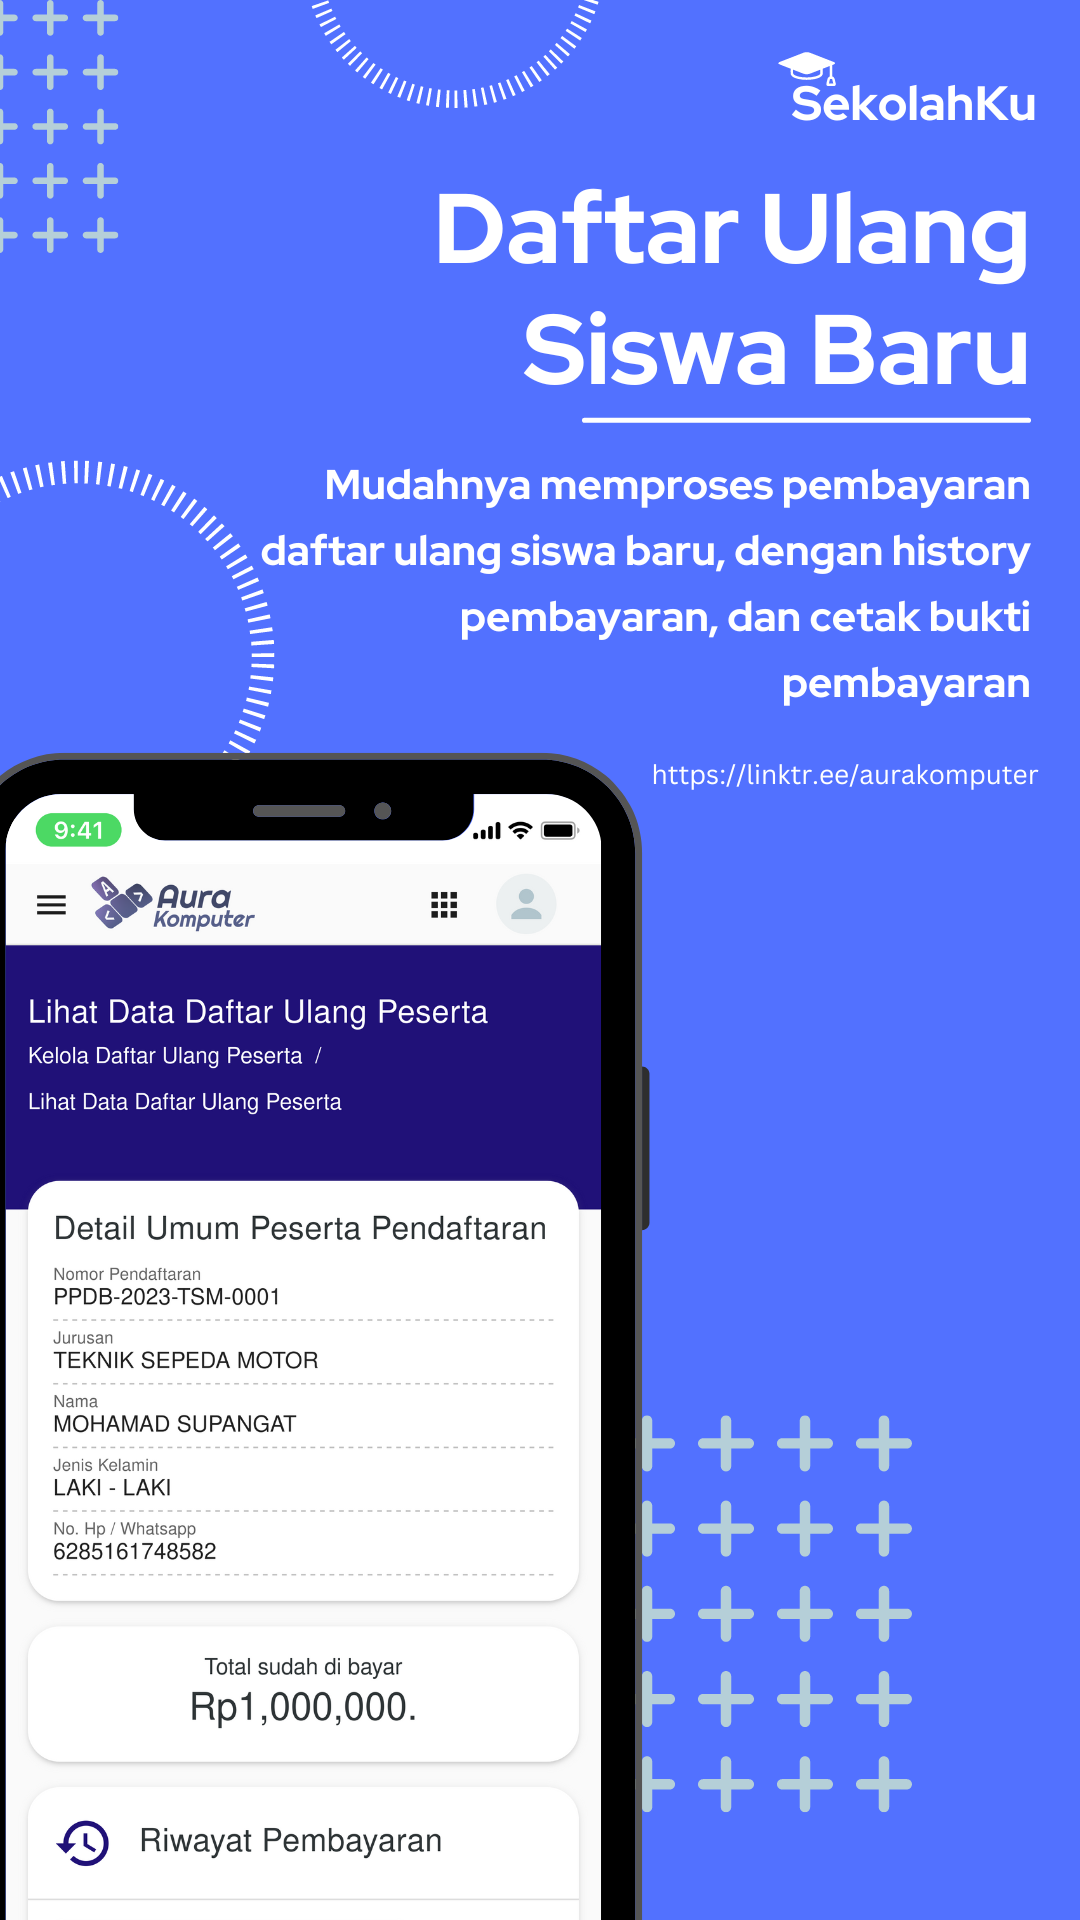 SekolahKu
Daftar Ulang
Siswa Baru
Mudahnya memproses pembayaran
daftar ulang siswa baru, dengan history
pembayaran, dan cetak bukti
pembayaran
https://linktr.ee/aurakomputer
9:41
Aura
Komputer
Lihat Data Daftar Ulang Peserta
Kelola Daftar Ulang Peserta /
Lihat Data Daftar Ulang Peserta
Detail Umum Peserta Pendaftaran
Nomor Pendaftaran
PPDB-2023-TSM-0001
Jurusan
TEKNIK SEPEDA MOTOR
Nama
MOHAMAD SUPANGAT
Jenis Kelamin
LAKI - LAKI
No. Hp / Whatsapp
6285161748582
Total sudah di bayar
Rp1,000,000.
Riwayat Pembayaran